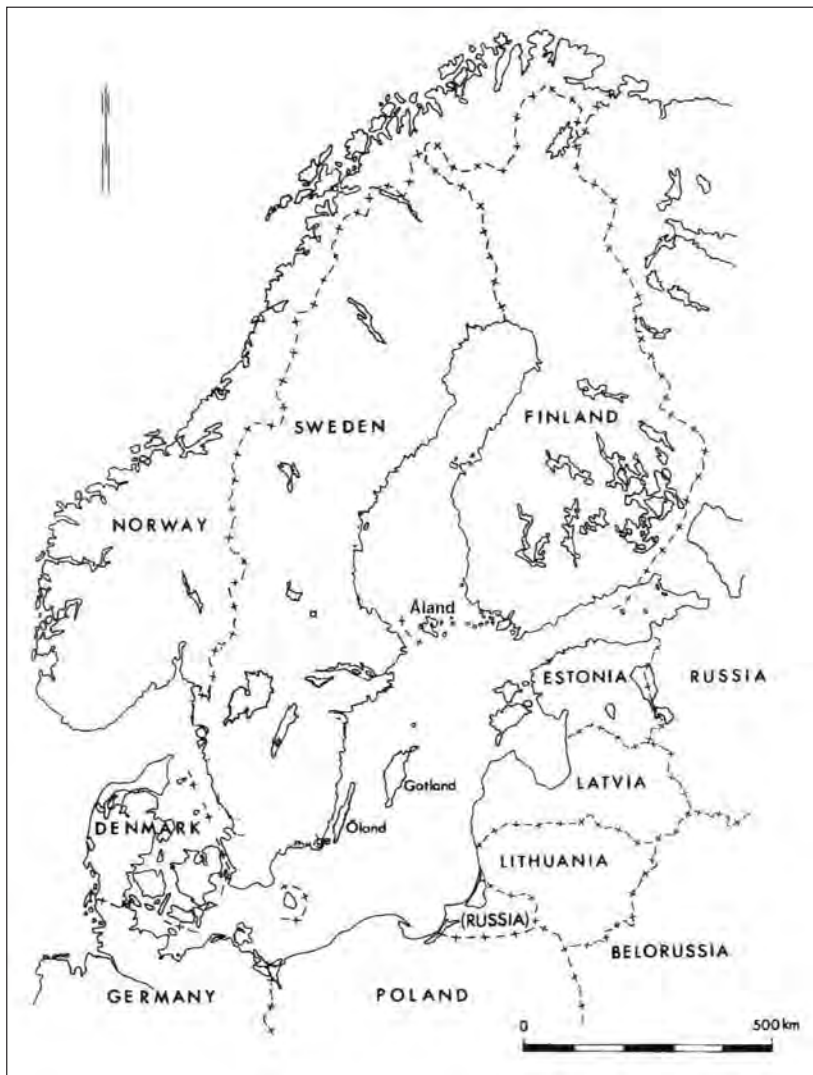 SWEDEN
FINLAND
NORWAY
Åland
ESTONIA
RUSSIA
Gotland
LATVIA
DENMARK
Öland
LITHUANIA
(RUSSIA)
BELORUSSIA
GERMANY
POLAND
0 500 km